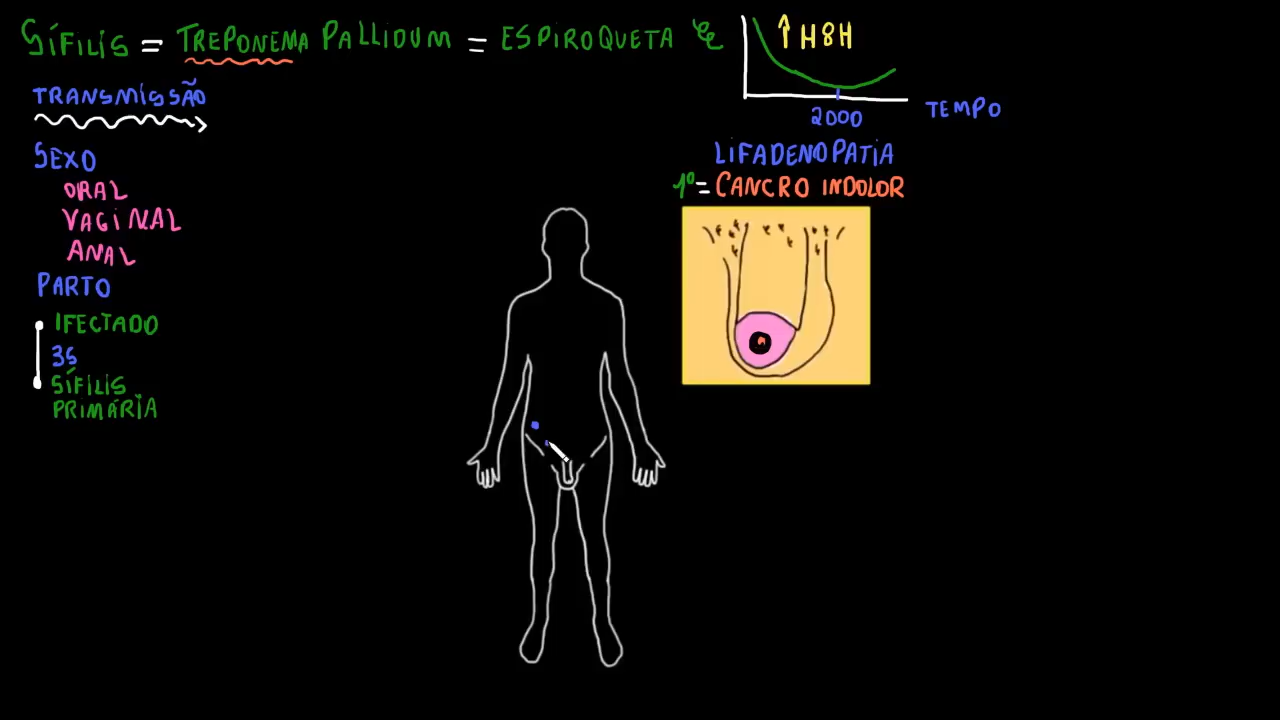 SÍFILIS = TREPONEMA PALLIDUM = ESPIROQUETA
↑ H8H
TEMPO
2000
TRANSMISSÃO
SEXO
ORAL
VAGINAL
ANAL
PARTO
IFECTADO
3S
SÍFILIS
PRIMÁRIA
LIFADENOPATIA
1º = CANCRO INDOLOR